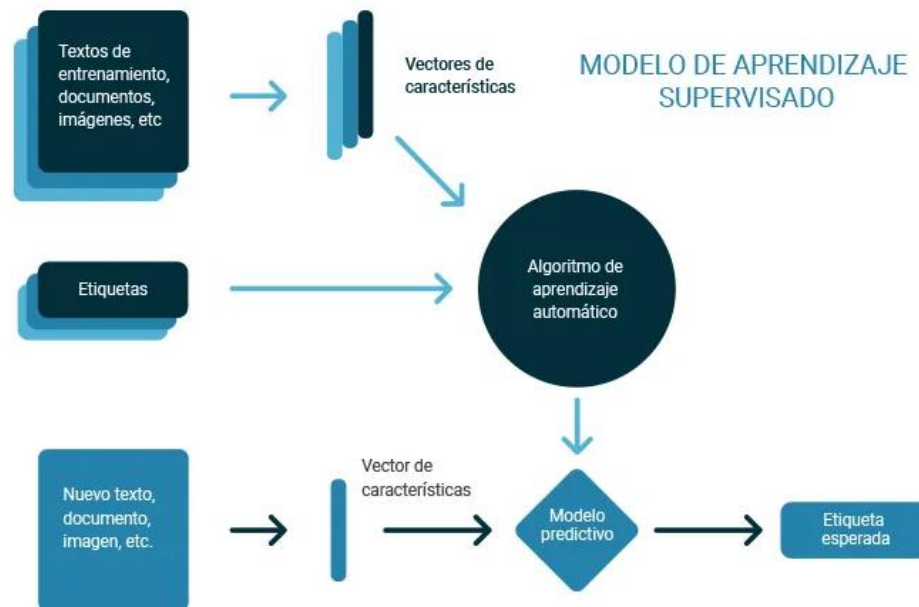 Textos de
entrenamiento,
documentos,
imágenes, etc
Vectores de
características
MODELO DE APRENDIZAJE
SUPERVISADO
Etiquetas
Algoritmo de
aprendizaje
automático
Nuevo texto,
documento,
imagen, etc.
Vector de
características
Modelo
predictivo
Etiqueta
esperada